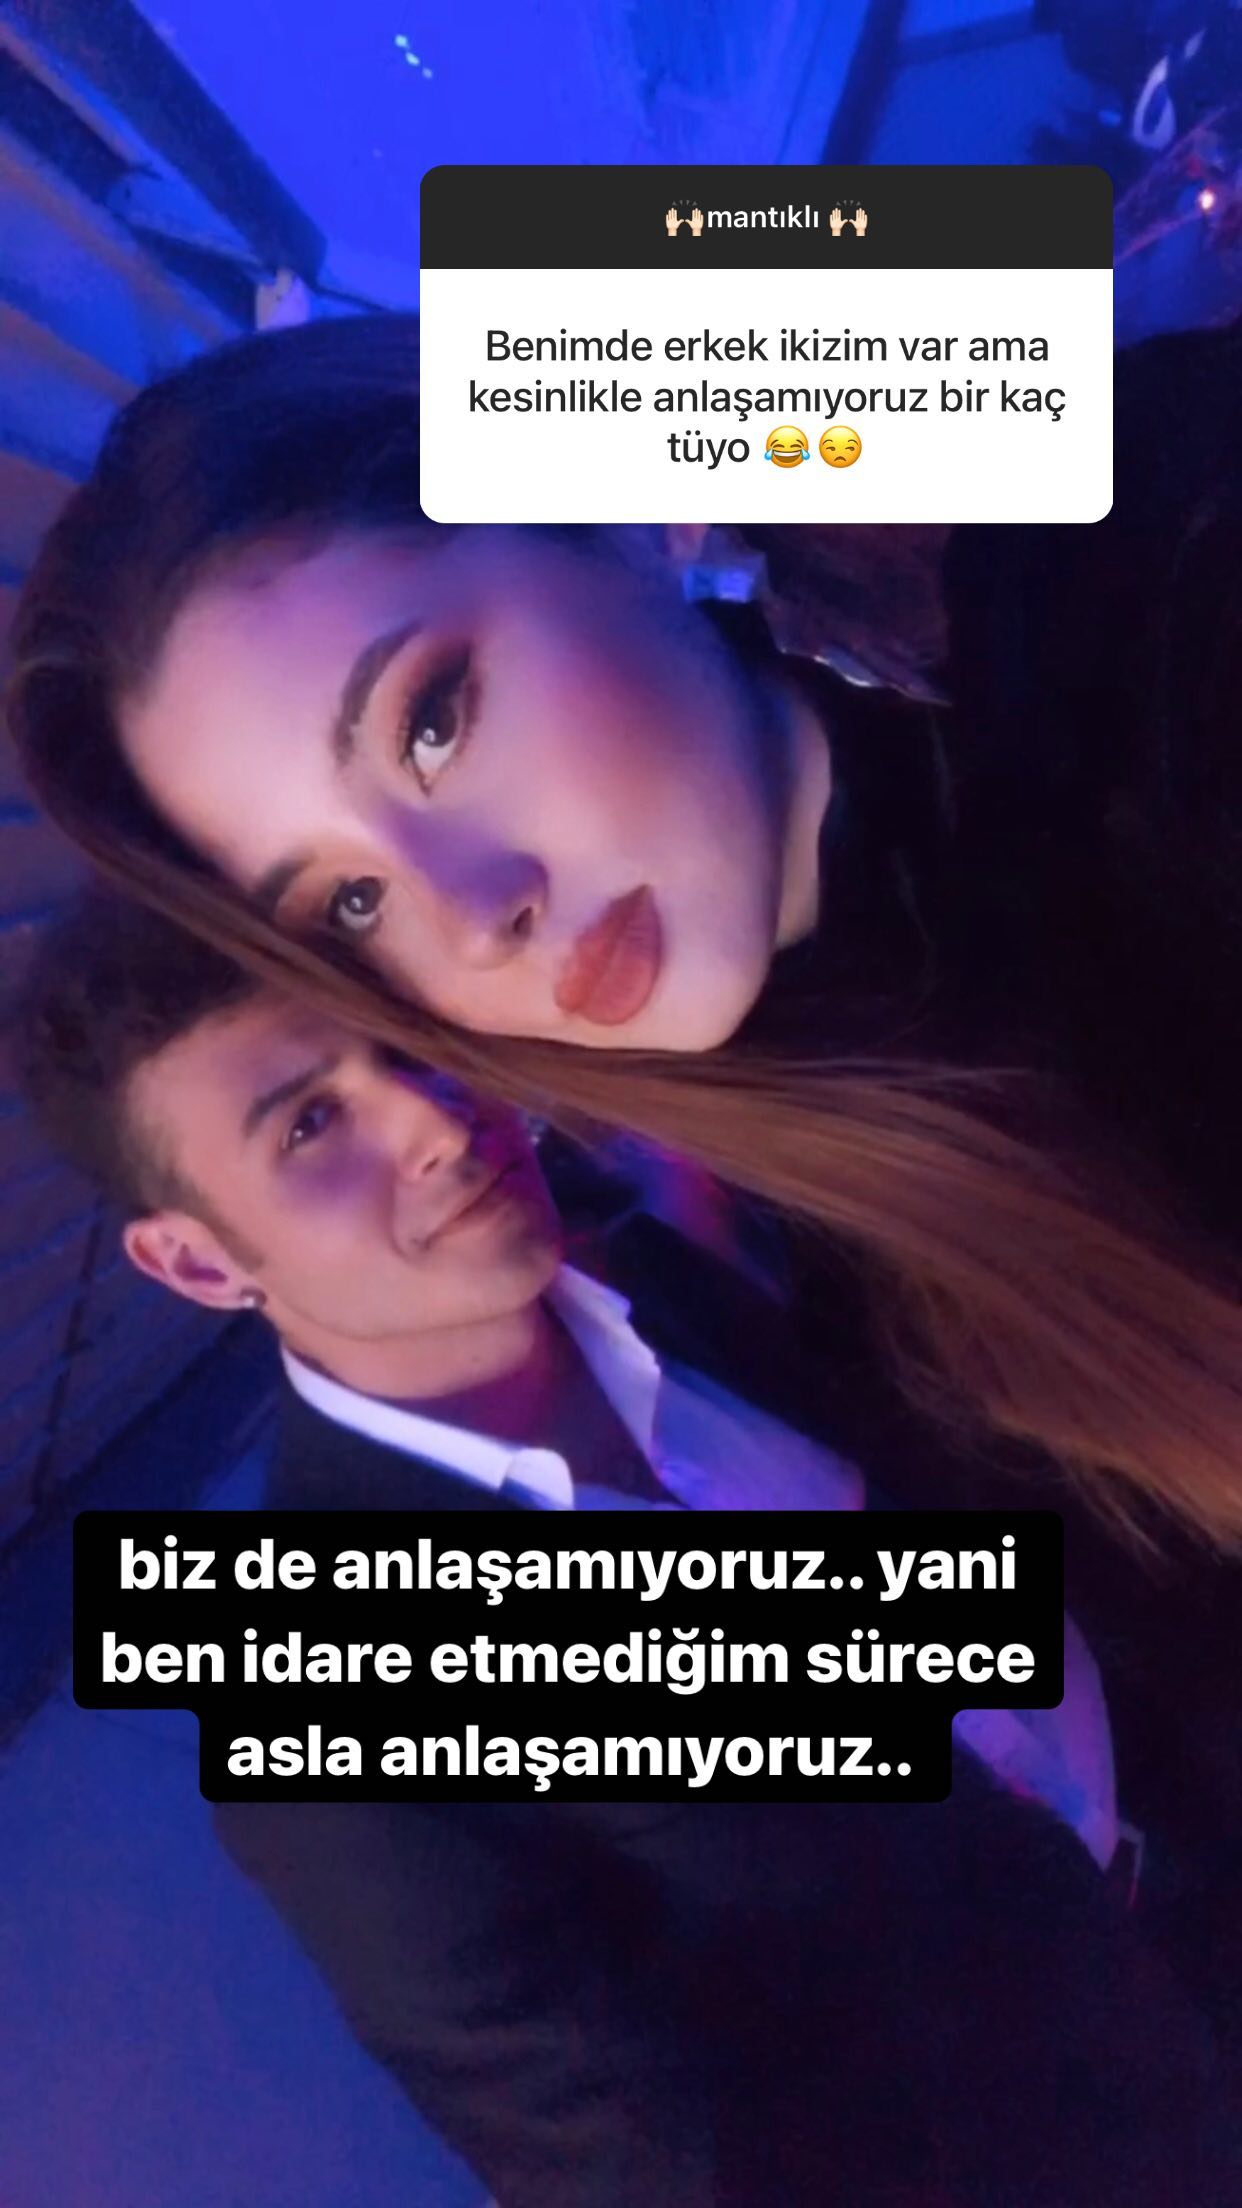 🙌🏻mantıklı 🙌🏻
Benimde erkek ikizim var ama
kesinlikle anlaşamıyoruz bir kaç
tüyo 😂😒
biz de anlaşamıyoruz.. yani
ben idare etmediğim sürece
asla anlaşamıyoruz..